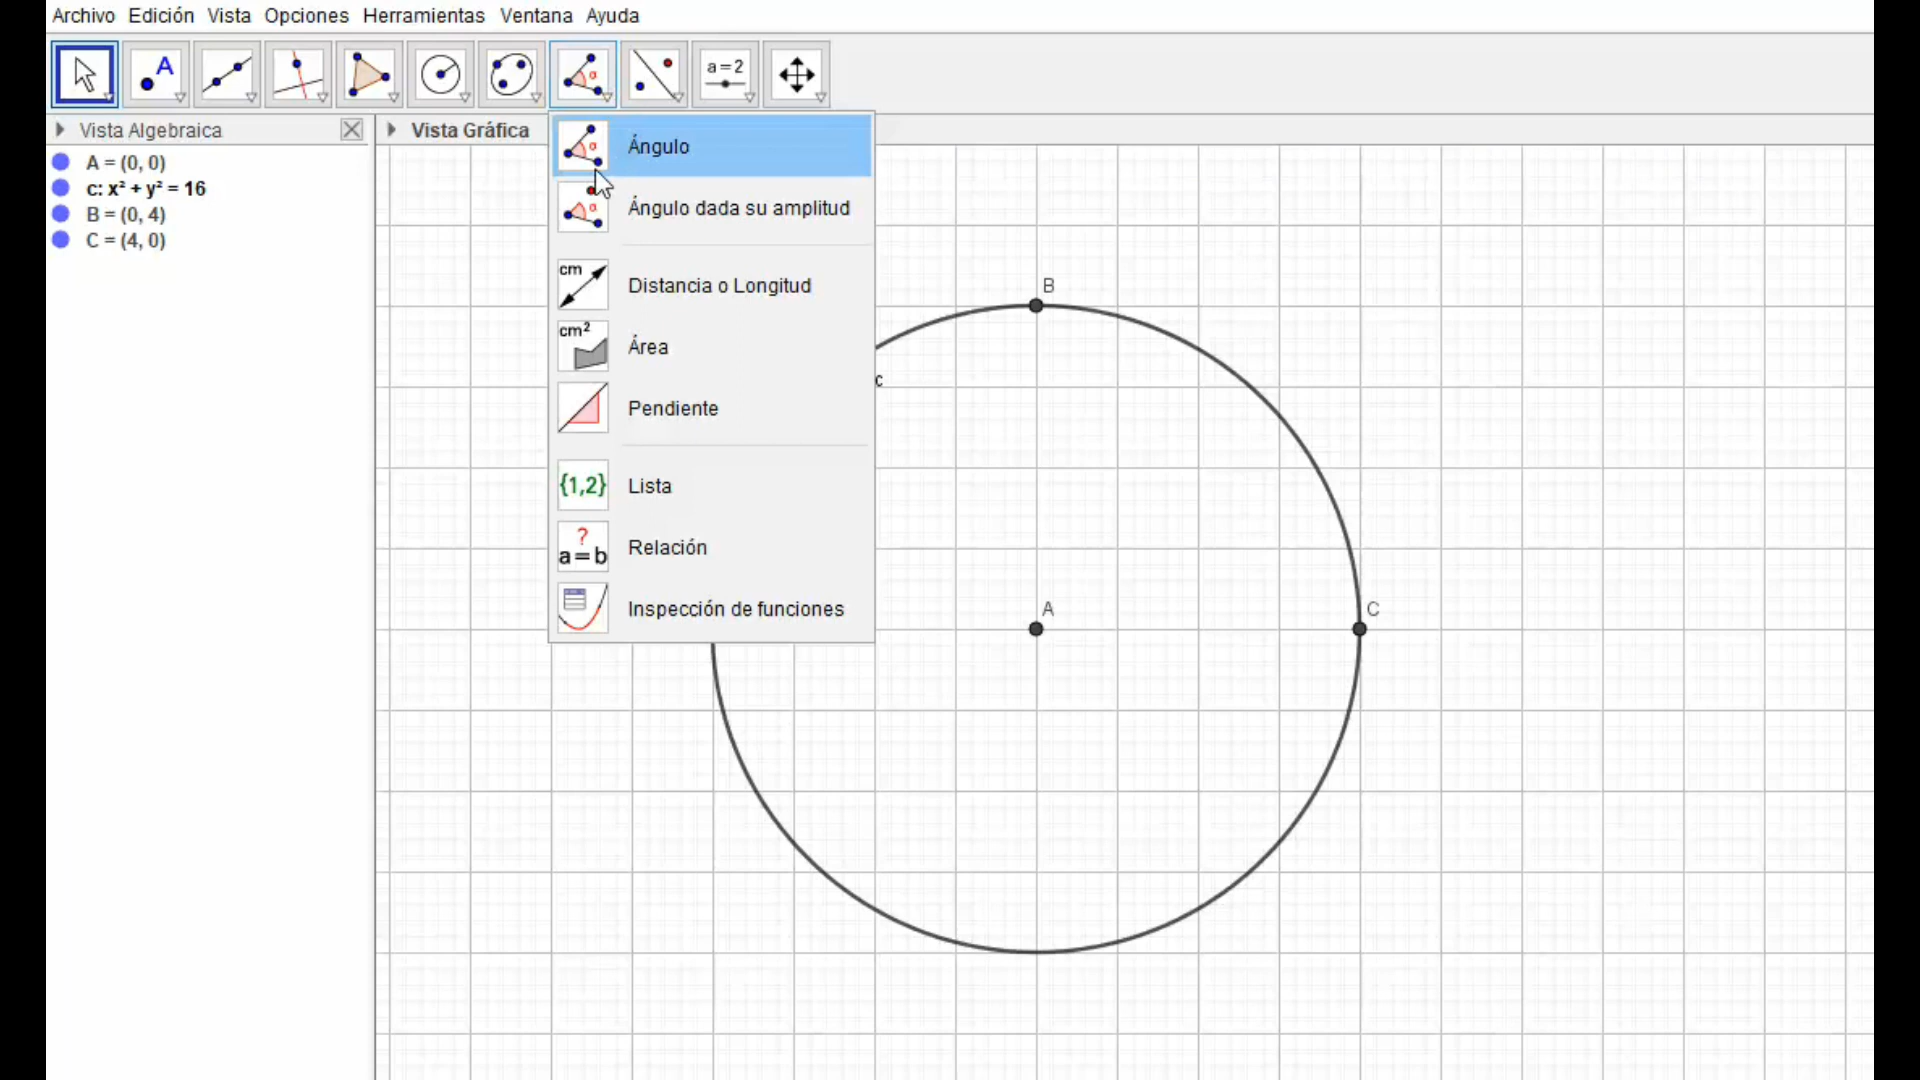 Archivo Edición Vista Opciones Herramientas Ventana Ayuda
A
α
a=2
Vista Algebraica
Vista Gráfica
A = (0, 0)
c: x² + y² = 16
B = (0, 4)
C = (4, 0)
α Ángulo
α Ángulo dada su amplitud
cm Distancia o Longitud
cm² Área
Pendiente
{1,2} Lista
? a=b Relación
Inspección de funciones
B
c
A
C